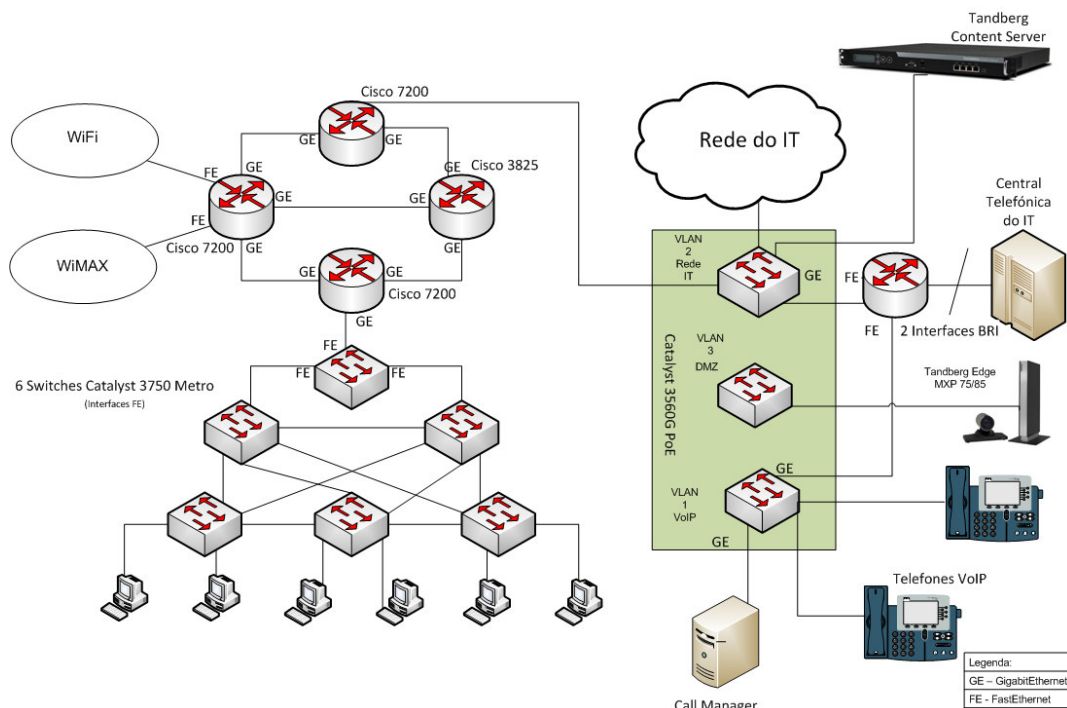 Tandberg
Content Server
Cisco 7200
WiFi
GE
GE
GE
Cisco 3825
FE
GE
GE
GE
FE
Cisco 7200
GE
GE
WiMAX
GE
GE
Cisco 7200
GE
FE
FE
FE
6 Switches Catalyst 3750 Metro
(Interfaces FE)
Rede do IT
VLAN
2
Rede
IT
GE
FE
FE
Central
Telefónica
do IT
2 Interfaces BRI
VLAN
3
DMZ
Catalyst 3560G PoE
Tandberg Edge
MXP 75/85
GE
VLAN
1
VoIP
GE
Telefones VoIP
Call Manager
Legenda:
GE – GigabitEthernet
FE - FastEthernet